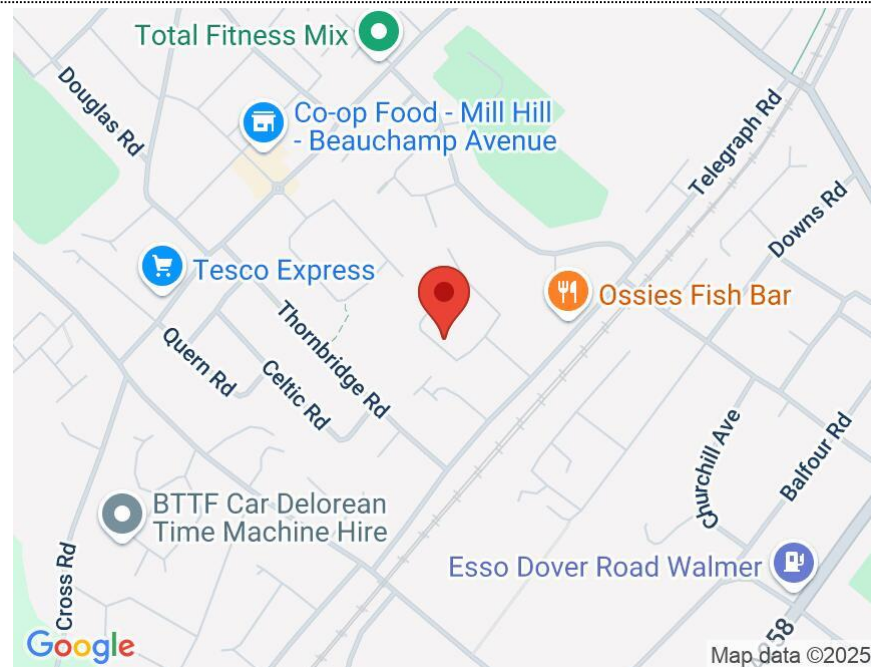 Total Fitness Mix
Douglas Rd
Co-op Food - Mill Hill
- Beauchamp Avenue
Telegraph Rd
Downs Rd
Tesco Express
Ossies Fish Bar
Thornbridge Rd
Quern Rd
Celtic Rd
Churchill Ave
Balfour Rd
BTTF Car Delorean
Time Machine Hire
Esso Dover Road Walmer
Cross Rd
Google
Map data ©2025